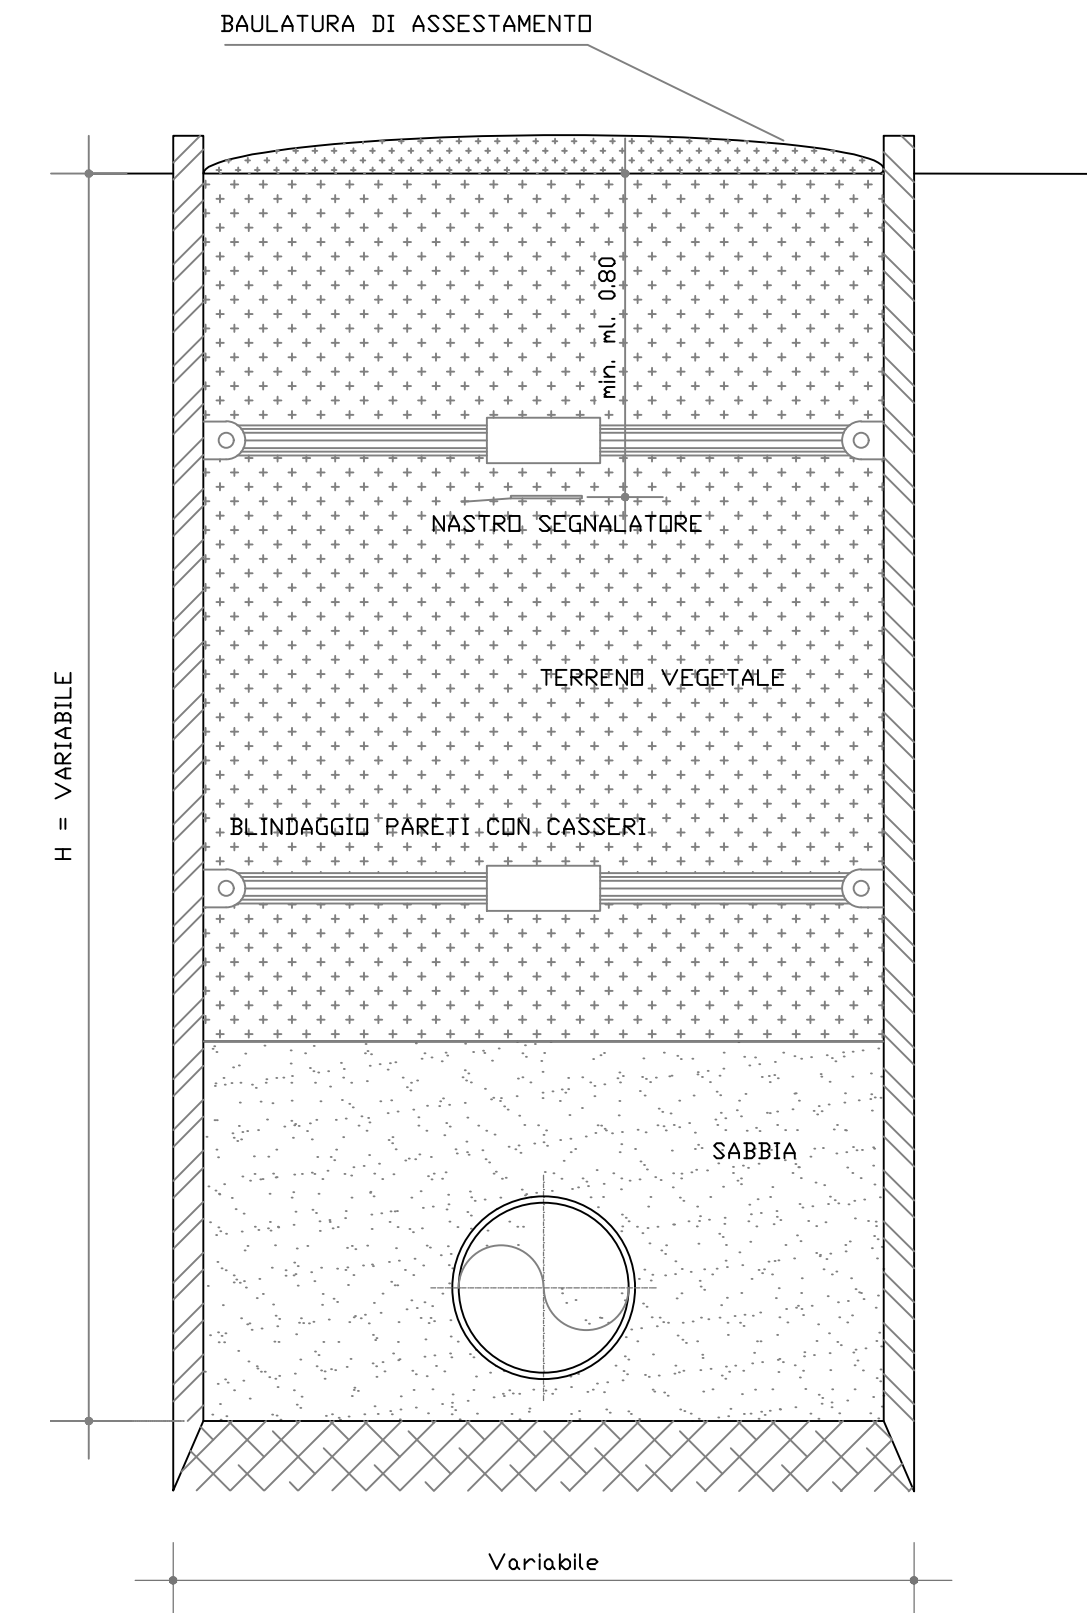 BAULATURA DI ASSESTAMENTO
min. ml. 0.80
NASTRO SEGNALATORE
TERRENO VEGETALE
H = VARIABILE
BLINDAGGIO PARETI CON CASSERI
SABBIA
Variabile